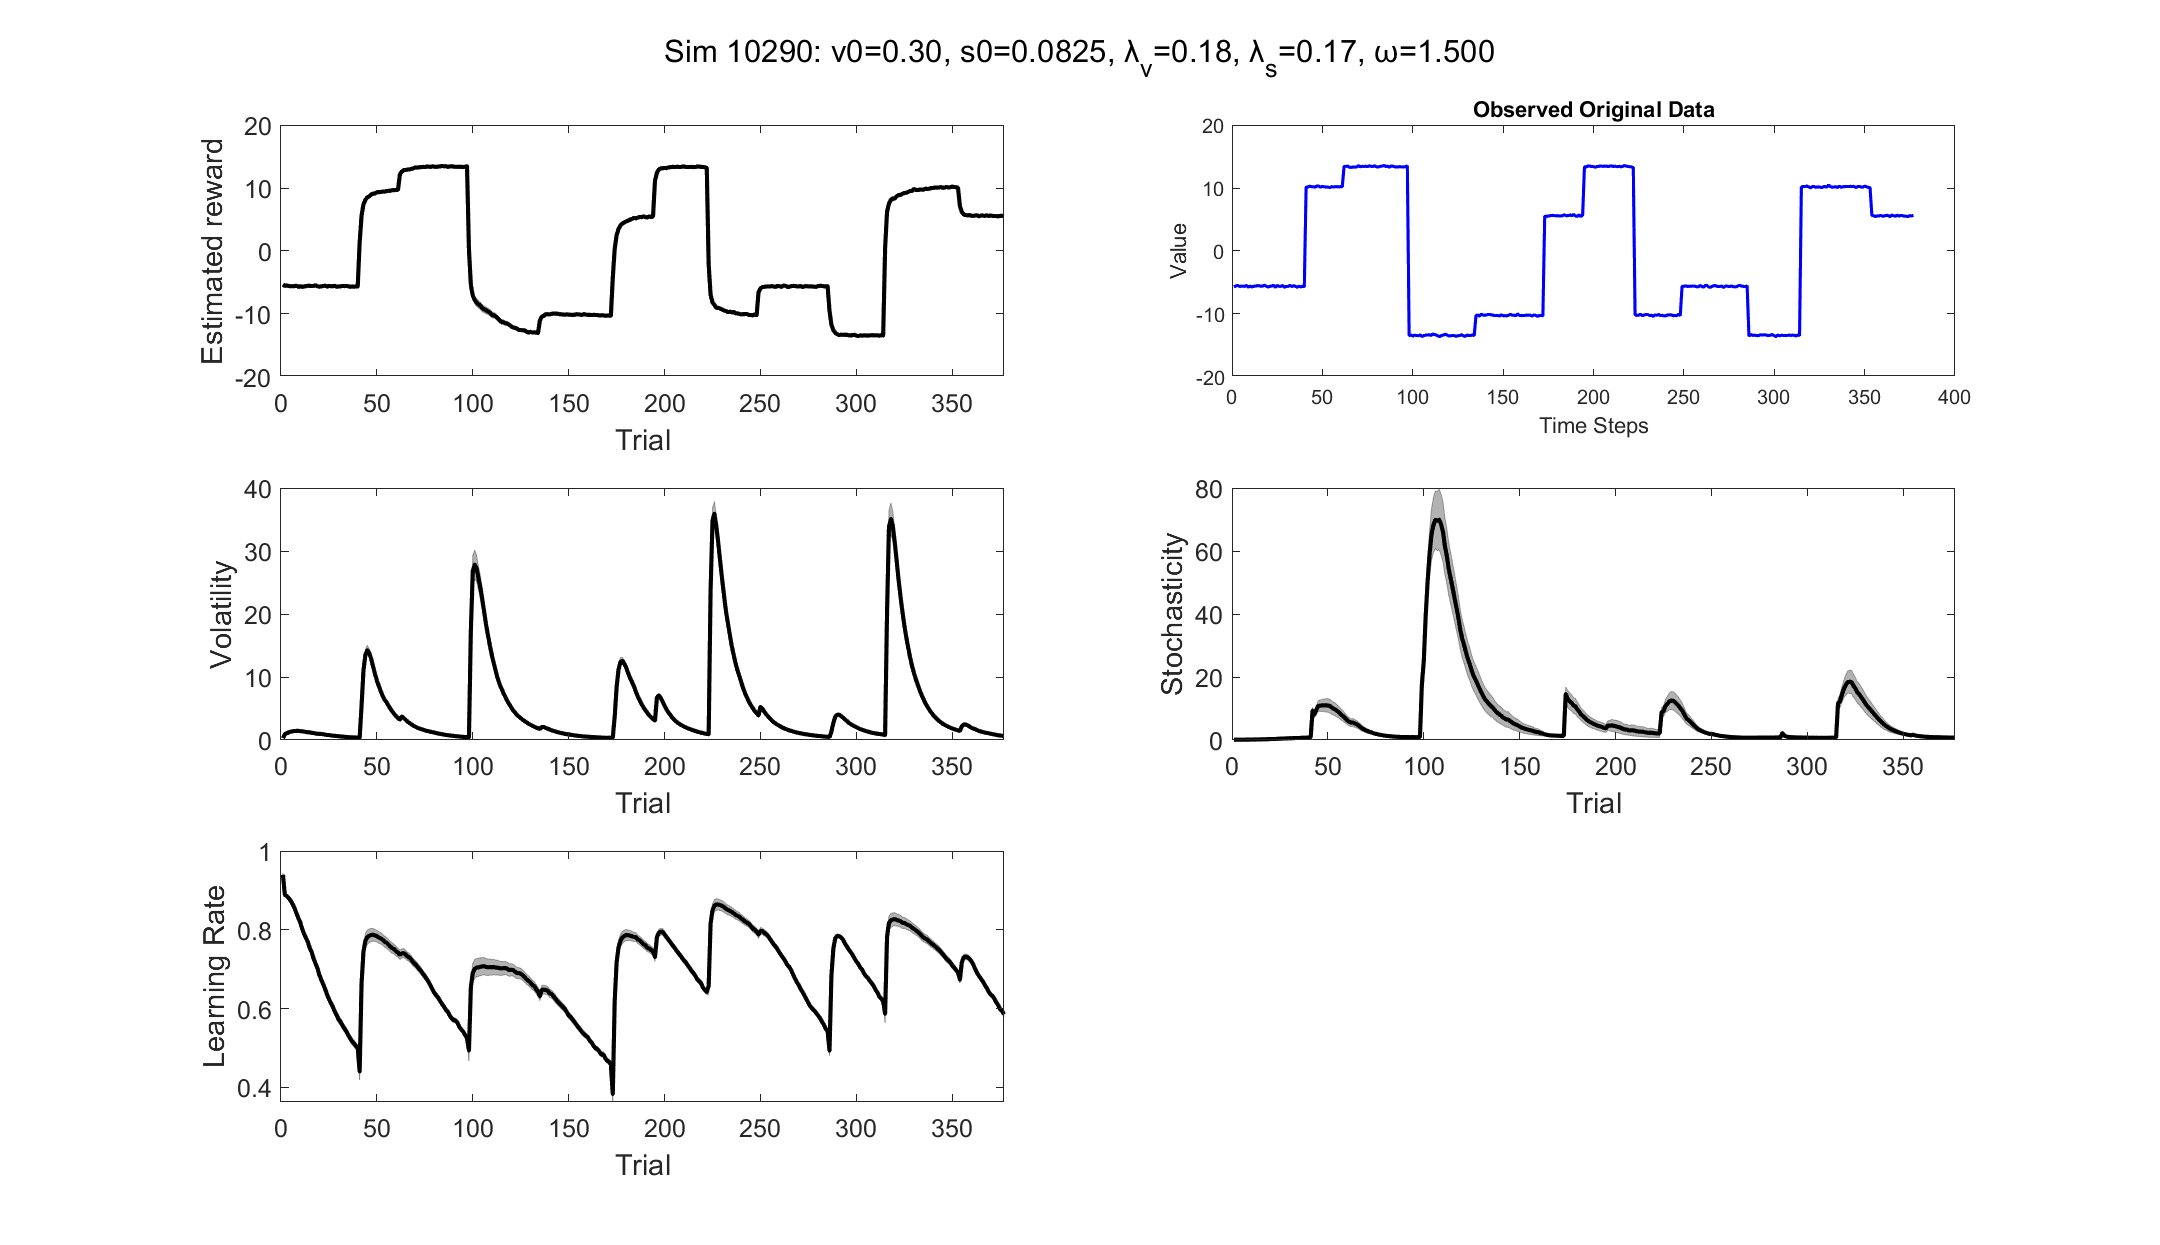 Sim 10290: v0=0.30, s0=0.0825, λ_v=0.18, λ_s=0.17, ω=1.500
Estimated reward
20
10
0
-10
-20
0 50 100 150 200 250 300 350
Trial
Observed Original Data
Value
20
10
0
-10
-20
0 50 100 150 200 250 300 350 400
Time Steps
Volatility
40
30
20
10
0
0 50 100 150 200 250 300 350
Trial
Stochasticity
80
60
40
20
0
0 50 100 150 200 250 300 350
Trial
Learning Rate
1
0.8
0.6
0.4
0 50 100 150 200 250 300 350
Trial